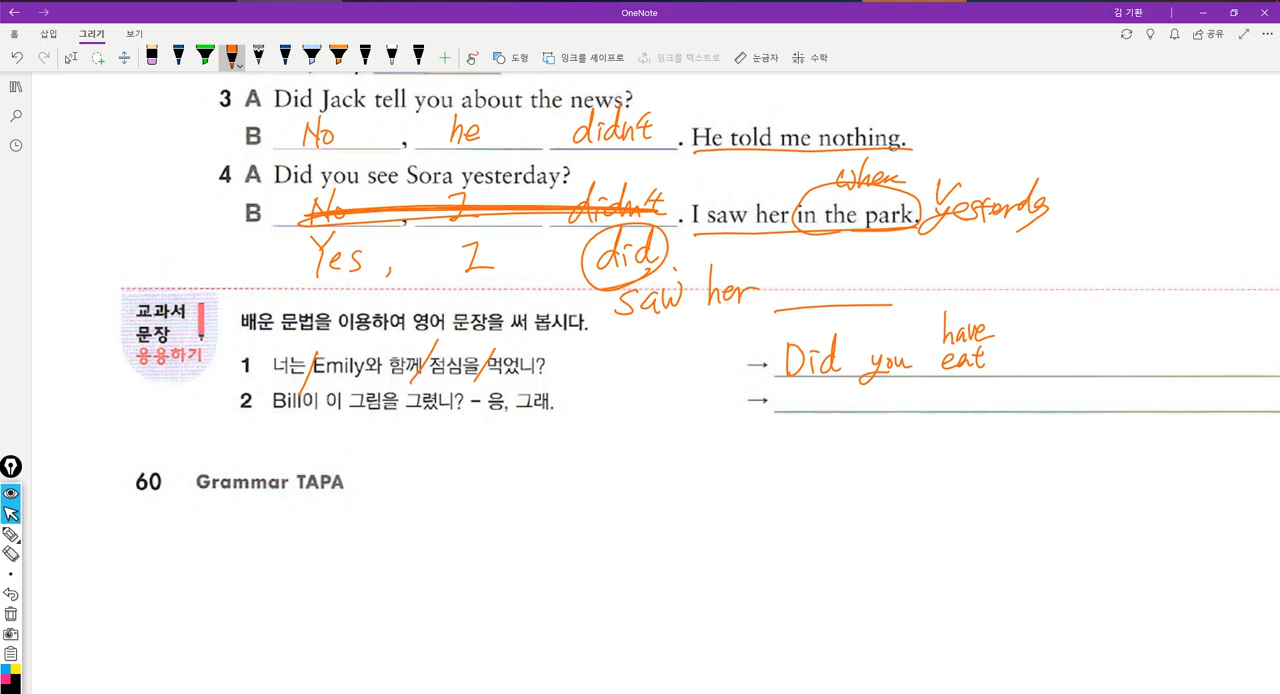 OneNote
김 기환
홈 삽입 그리기 보기
공유
도형 잉크를 셰이프로 잉크를 텍스트로 눈금자 수학
3 A Did Jack tell you about the news?
B No, he didn't. He told me nothing.
4 A Did you see Sora yesterday?
when
B No, I didn't. I saw her in the park. yesterday
Yes, I did.
saw her
교과서
문장
응용하기
배운 문법을 이용하여 영어 문장을 써 봅시다.
have
1 너는 Emily와 함께 점심을 먹었니? → Did you eat
2 Bill이 이 그림을 그렸니? – 응, 그래. →
60 Grammar TAPA